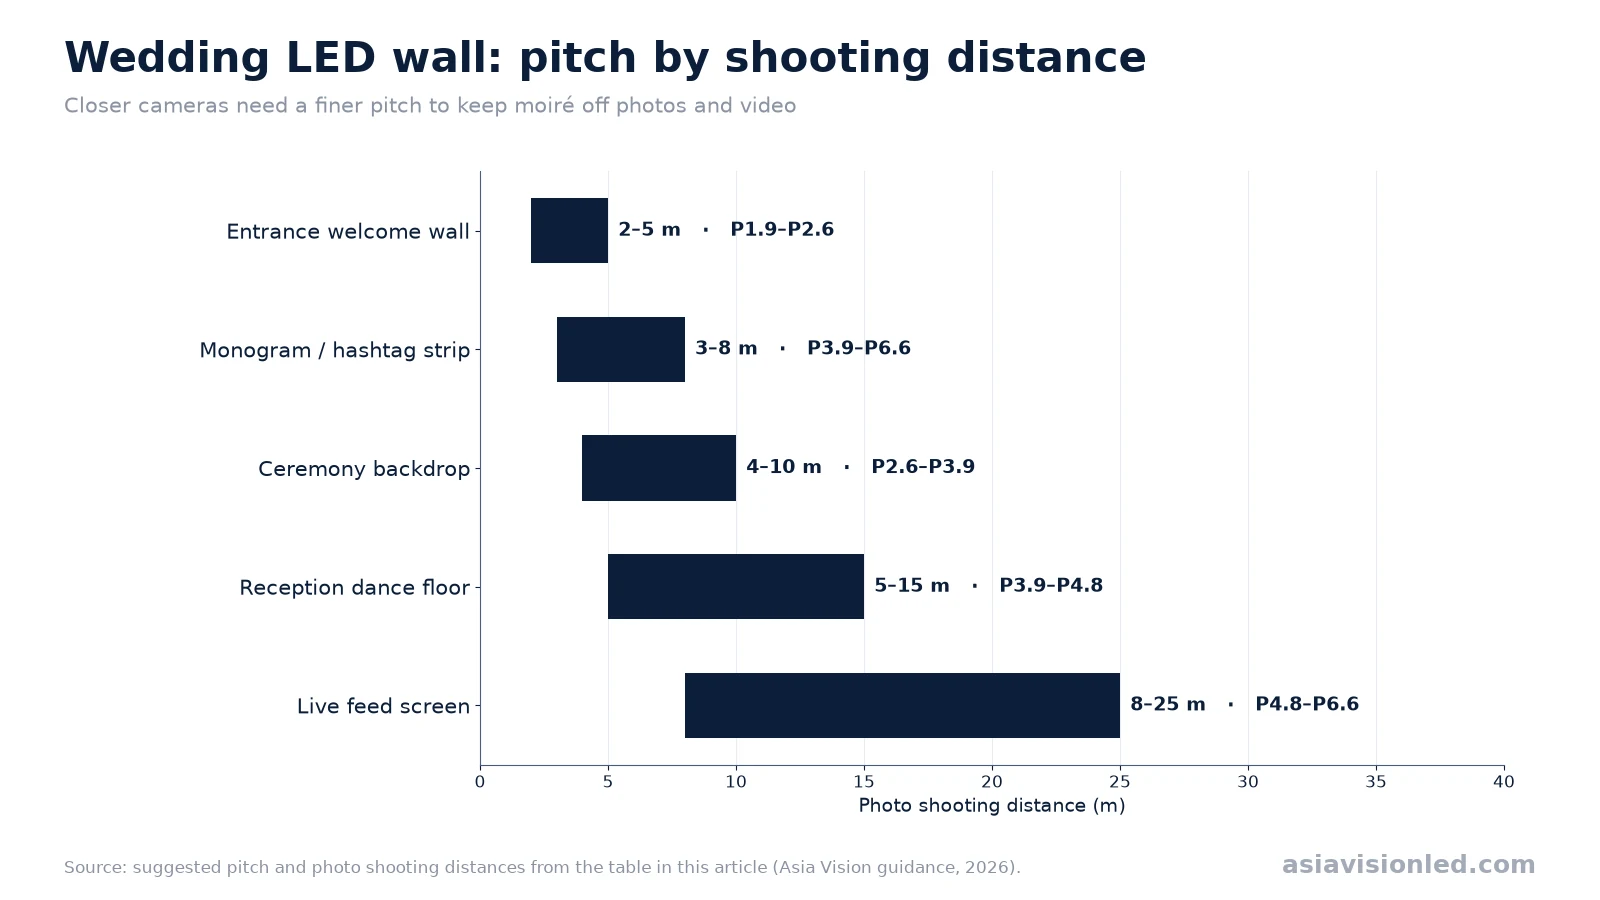 Wedding LED wall: pitch by shooting distance
Closer cameras need a finer pitch to keep moiré off photos and video
Entrance welcome wall
2–5 m · P1.9–P2.6
Monogram / hashtag strip
3–8 m · P3.9–P6.6
Ceremony backdrop
4–10 m · P2.6–P3.9
Reception dance floor
5–15 m · P3.9–P4.8
Live feed screen
8–25 m · P4.8–P6.6
0 5 10 15 20 25 30 35 40
Photo shooting distance (m)
Source: suggested pitch and photo shooting distances from the table in this article (Asia Vision guidance, 2026).
asiavisionled.com